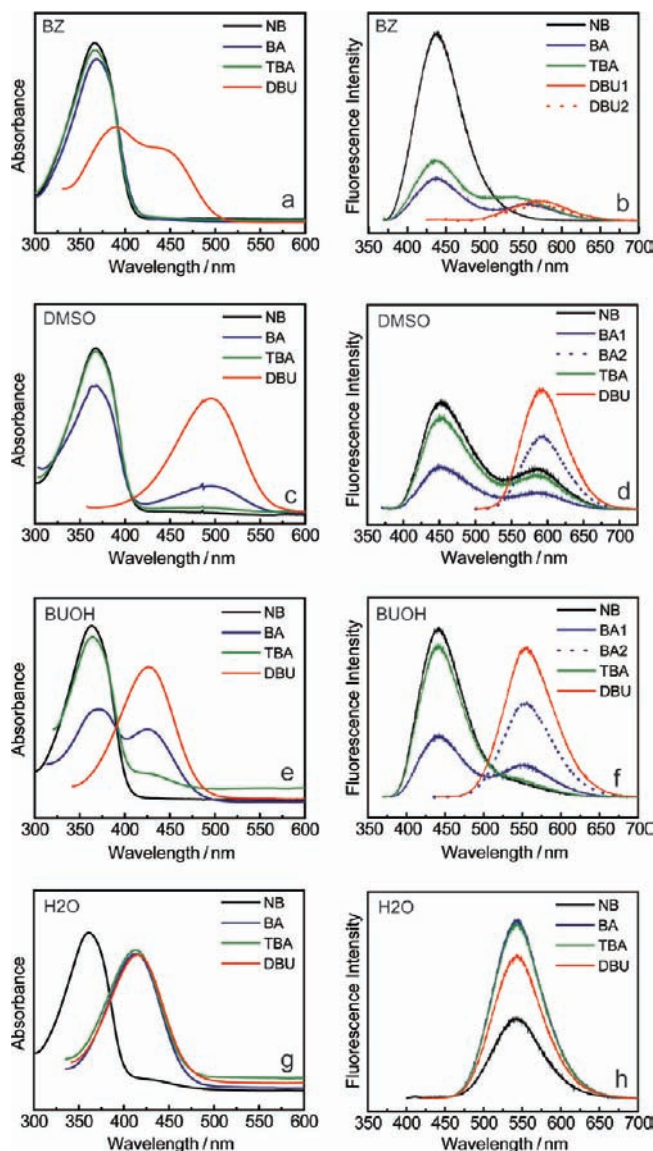 BZ
NB
BA
TBA
DBU
a
Absorbance
300 350 400 450 500 550 600
Wavelength / nm
BZ
NB
BA
TBA
DBU1
DBU2
b
Fluorescence Intensity
350 400 450 500 550 600 650 700
Wavelength / nm
DMSO
NB
BA
TBA
DBU
c
Absorbance
300 350 400 450 500 550 600
Wavelength / nm
DMSO
NB
BA1
BA2
TBA
DBU
d
Fluorescence Intensity
350 400 450 500 550 600 650 700
Wavelength / nm
BUOH
NB
BA
TBA
DBU
e
Absorbance
300 350 400 450 500 550 600
Wavelength / nm
BUOH
NB
BA1
BA2
TBA
DBU
f
Fluorescence Intensity
350 400 450 500 550 600 650 700
Wavelength / nm
H2O
NB
BA
TBA
DBU
g
Absorbance
300 350 400 450 500 550 600
Wavelength / nm
H2O
NB
BA
TBA
DBU
h
Fluorescence Intensity
350 400 450 500 550 600 650 700
Wavelength / nm